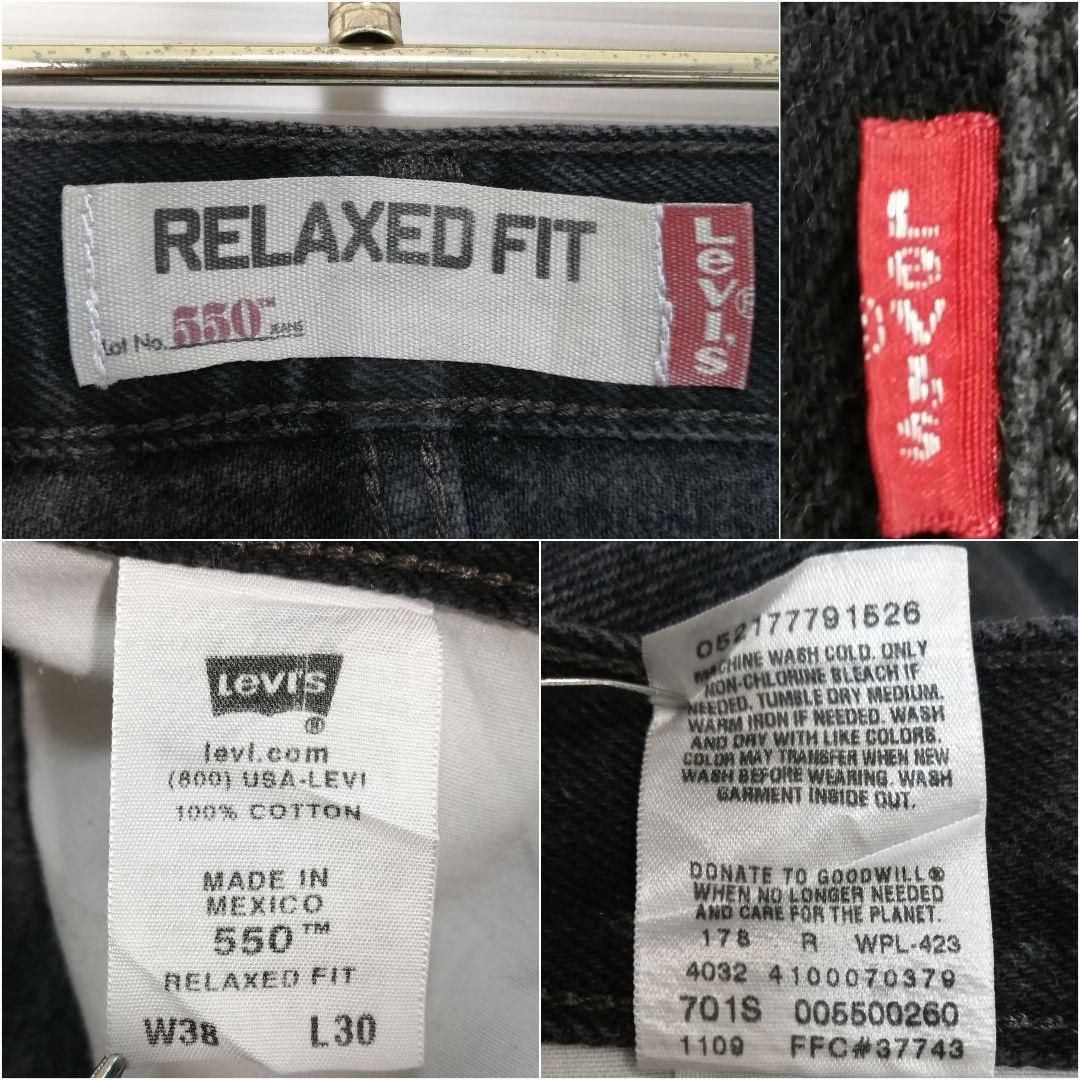 RELAXED FIT
Lot No. 550™ JEANS
Levi's®
Levi's
Levi's
®
levi.com
(800) USA-LEVI
100% COTTON
MADE IN
MEXICO
550™
RELAXED FIT
W38 L30
052177791526
MACHINE WASH COLD. ONLY
NON-CHLORINE BLEACH IF
NEEDED. TUMBLE DRY MEDIUM.
WARM IRON IF NEEDED. WASH
AND DRY WITH LIKE COLORS.
COLOR MAY TRANSFER WHEN NEW
WASH BEFORE WEARING. WASH
GARMENT INSIDE OUT.
DONATE TO GOODWILL®
WHEN NO LONGER NEEDED
AND CARE FOR THE PLANET.
178 R WPL-423
4032 4100070379
701S 005500260
1109 FFC#37743